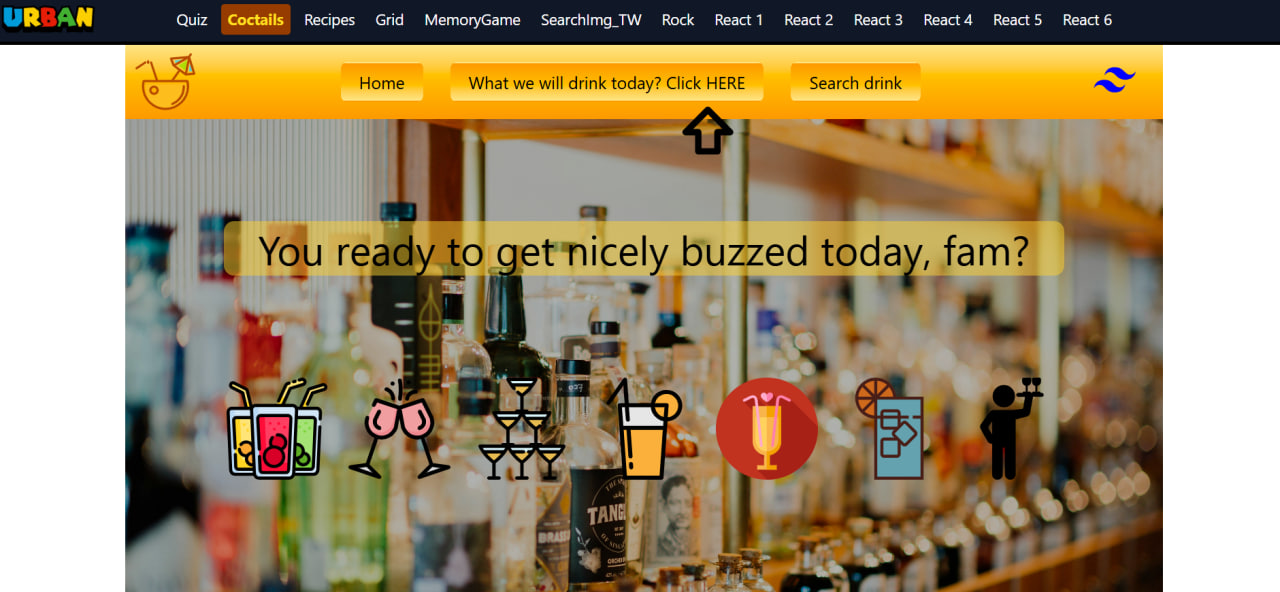 URBAN
Quiz Coctails Recipes Grid MemoryGame SearchImg_TW Rock React 1 React 2 React 3 React 4 React 5 React 6
Home What we will drink today? Click HERE Search drink
You ready to get nicely buzzed today, fam?
TANQ